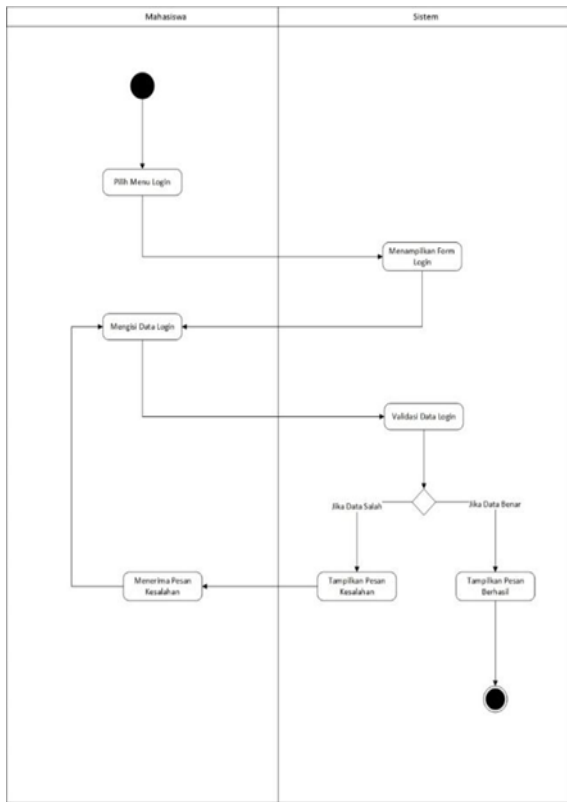 Mahasiswa
Sistem
Pilih Menu Login
Menampilkan Form
Login
Mengisi Data Login
Validasi Data Login
Jika Data Salah
Jika Data Benar
Menerima Pesan
Kesalahan
Tampilkan Pesan
Kesalahan
Tampilkan Pesan
Berhasil